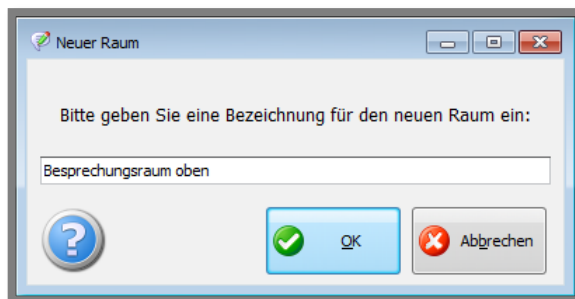 Neuer Raum
Bitte geben Sie eine Bezeichnung für den neuen Raum ein:
Besprechungsraum oben
OK
Abbrechen